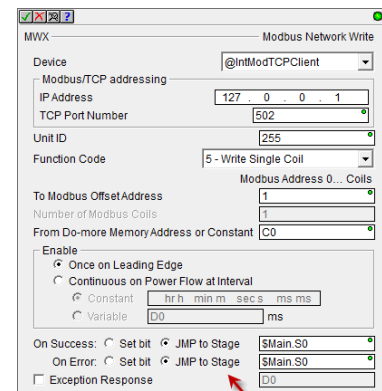 MWX Modbus Network Write
Device @IntModTCPClient
Modbus/TCP addressing
IP Address 127 . 0 . 0 . 1
TCP Port Number 502
Unit ID 255
Function Code 5 - Write Single Coil
Modbus Address 0... Coils
To Modbus Offset Address 1
Number of Modbus Coils 1
From Do-more Memory Address or Constant C0
Enable
Once on Leading Edge
Continuous on Power Flow at Interval
Constant hr h min m sec s ms ms
Variable D0 ms
On Success: Set bit JMP to Stage $Main.S0
On Error: Set bit JMP to Stage $Main.S0
Exception Response D0